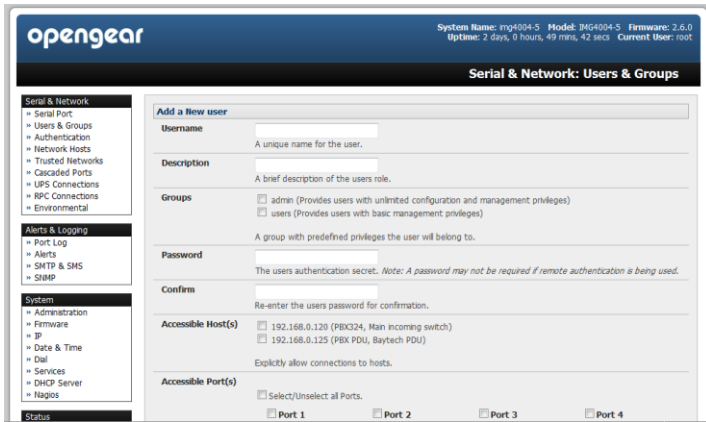 opengear
System Name: img4004-5 Model: IMG4004-5 Firmware: 2.6.0
Uptime: 2 days, 0 hours, 49 mins, 42 secs Current User: root
Serial & Network: Users & Groups
Serial & Network
» Serial Port
» Users & Groups
» Authentication
» Network Hosts
» Trusted Networks
» Cascaded Ports
» UPS Connections
» RPC Connections
» Environmental
Alerts & Logging
» Port Log
» Alerts
» SMTP & SMS
» SNMP
System
» Administration
» Firmware
» IP
» Date & Time
» Dial
» Services
» DHCP Server
» Nagios
Status
Add a New user
Username
A unique name for the user.
Description
A brief description of the users role.
Groups
admin (Provides users with unlimited configuration and management privileges)
users (Provides users with basic management privileges)
A group with predefined privileges the user will belong to.
Password
The users authentication secret. Note: A password may not be required if remote authentication is being used.
Confirm
Re-enter the users password for confirmation.
Accessible Host(s)
192.168.0.120 (PBX324, Main incoming switch)
192.168.0.125 (PBX PDU, Baytech PDU)
Explicitly allow connections to hosts.
Accessible Port(s)
Select/Unselect all Ports.
Port 1 Port 2 Port 3 Port 4